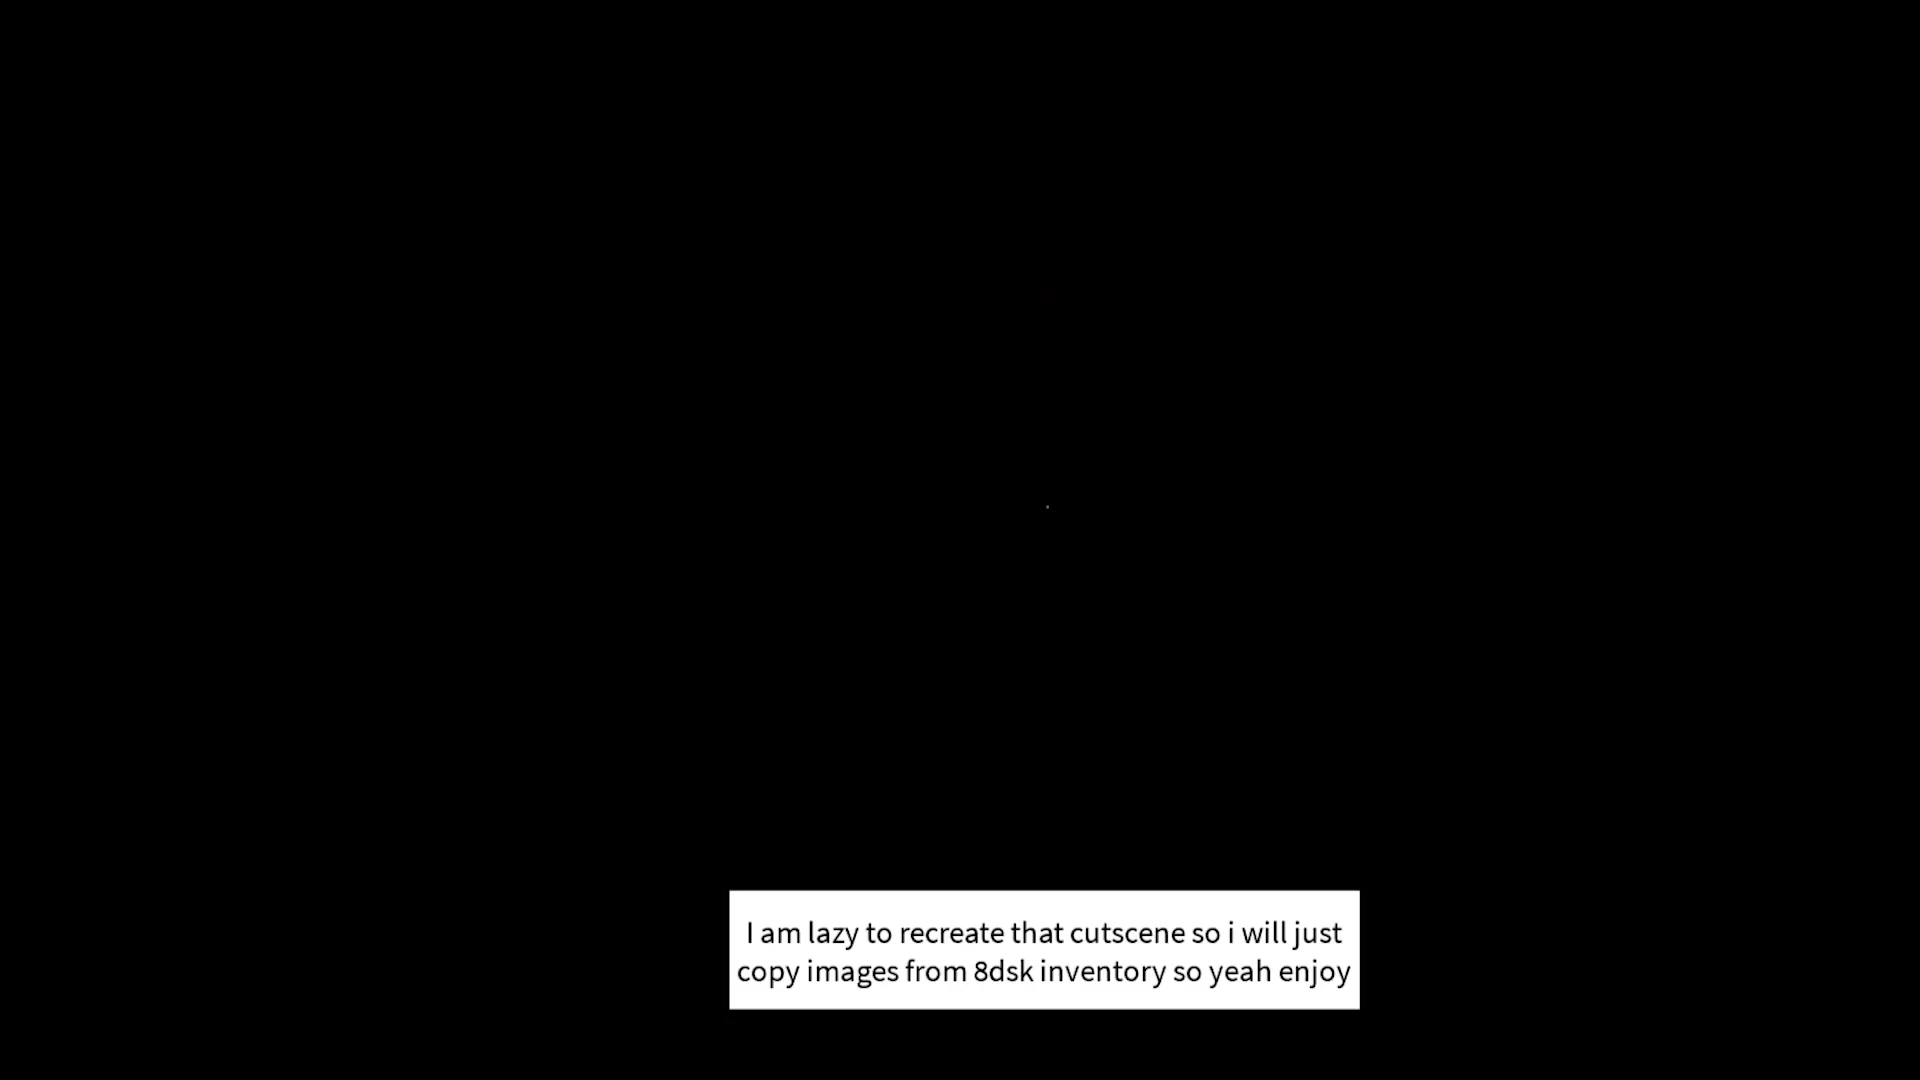 I am lazy to recreate that cutscene so i will just
copy images from 8dsk inventory so yeah enjoy